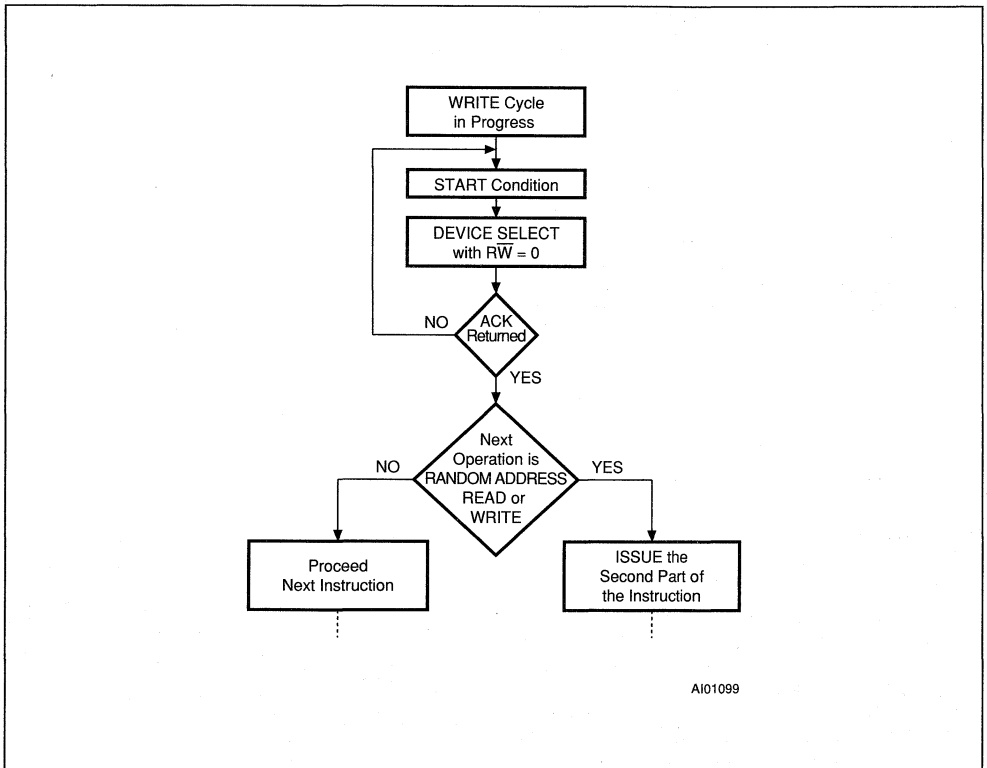 WRITE Cycle
in Progress
START Condition
DEVICE SELECT
with RW̅ = 0
ACK
Returned
NO
YES
Next
Operation is
RANDOM ADDRESS
READ or
WRITE
NO
YES
Proceed
Next Instruction
ISSUE the
Second Part of
the Instruction
AI01099